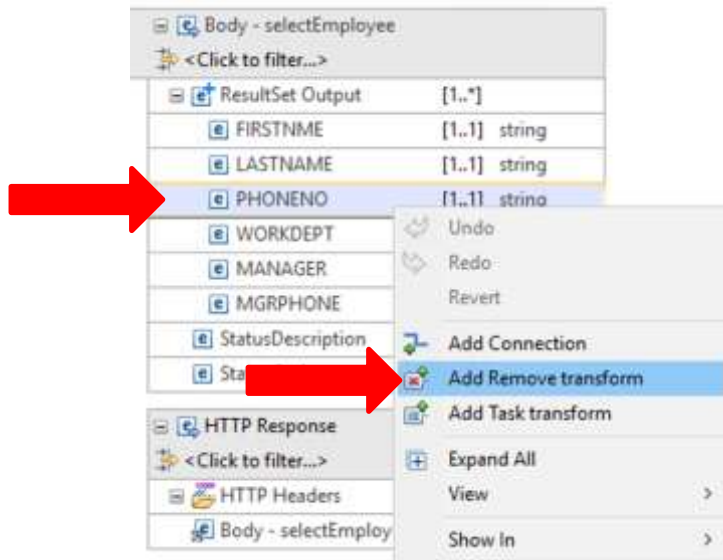 Body - selectEmployee
<Click to filter...>
ResultSet Output [1..*]
FIRSTNME [1..1] string
LASTNAME [1..1] string
PHONENO [1..1] string
WORKDEPT
MANAGER
MGRPHONE
StatusDescription
Sta
HTTP Response
<Click to filter...>
HTTP Headers
Body - selectEmploy
Undo
Redo
Revert
Add Connection
Add Remove transform
Add Task transform
Expand All
View >
Show In >